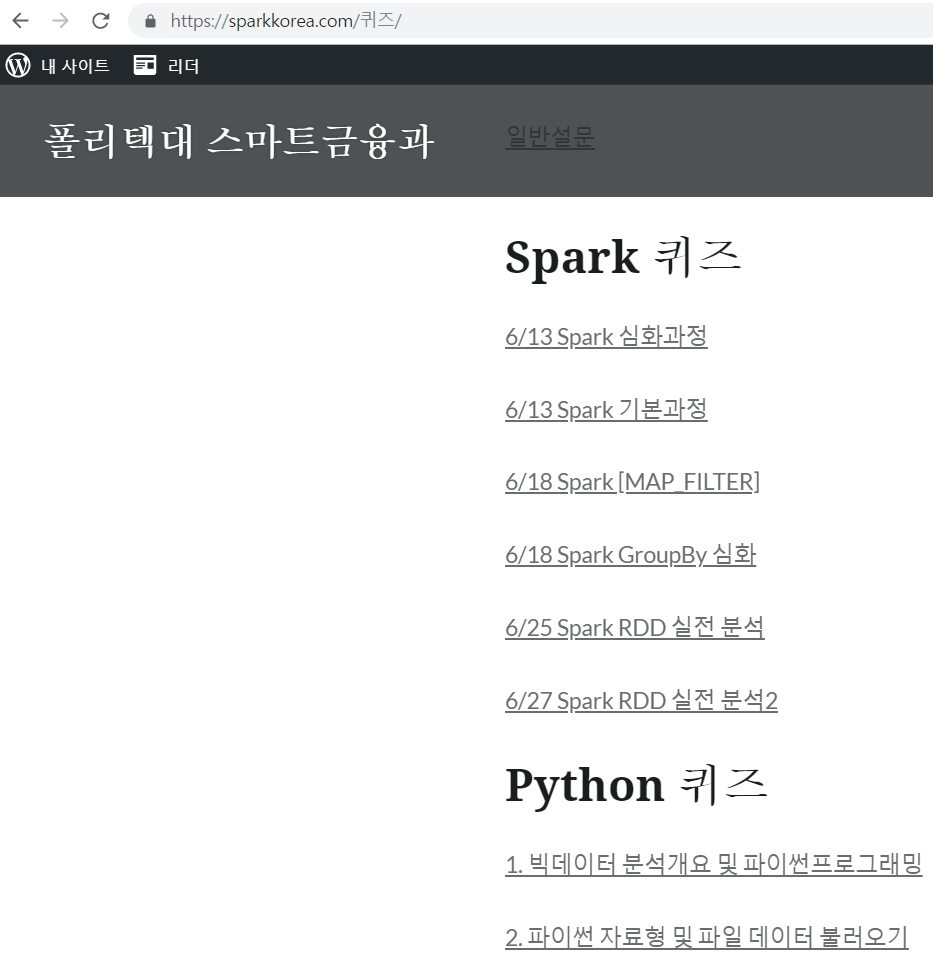 https://sparkkorea.com/퀴즈/
내 사이트 리더
폴리텍대 스마트금융과 일반설문
Spark 퀴즈
6/13 Spark 심화과정
6/13 Spark 기본과정
6/18 Spark [MAP_FILTER]
6/18 Spark GroupBy 심화
6/25 Spark RDD 실전 분석
6/27 Spark RDD 실전 분석2
Python 퀴즈
1. 빅데이터 분석개요 및 파이썬프로그래밍
2. 파이썬 자료형 및 파일 데이터 불러오기